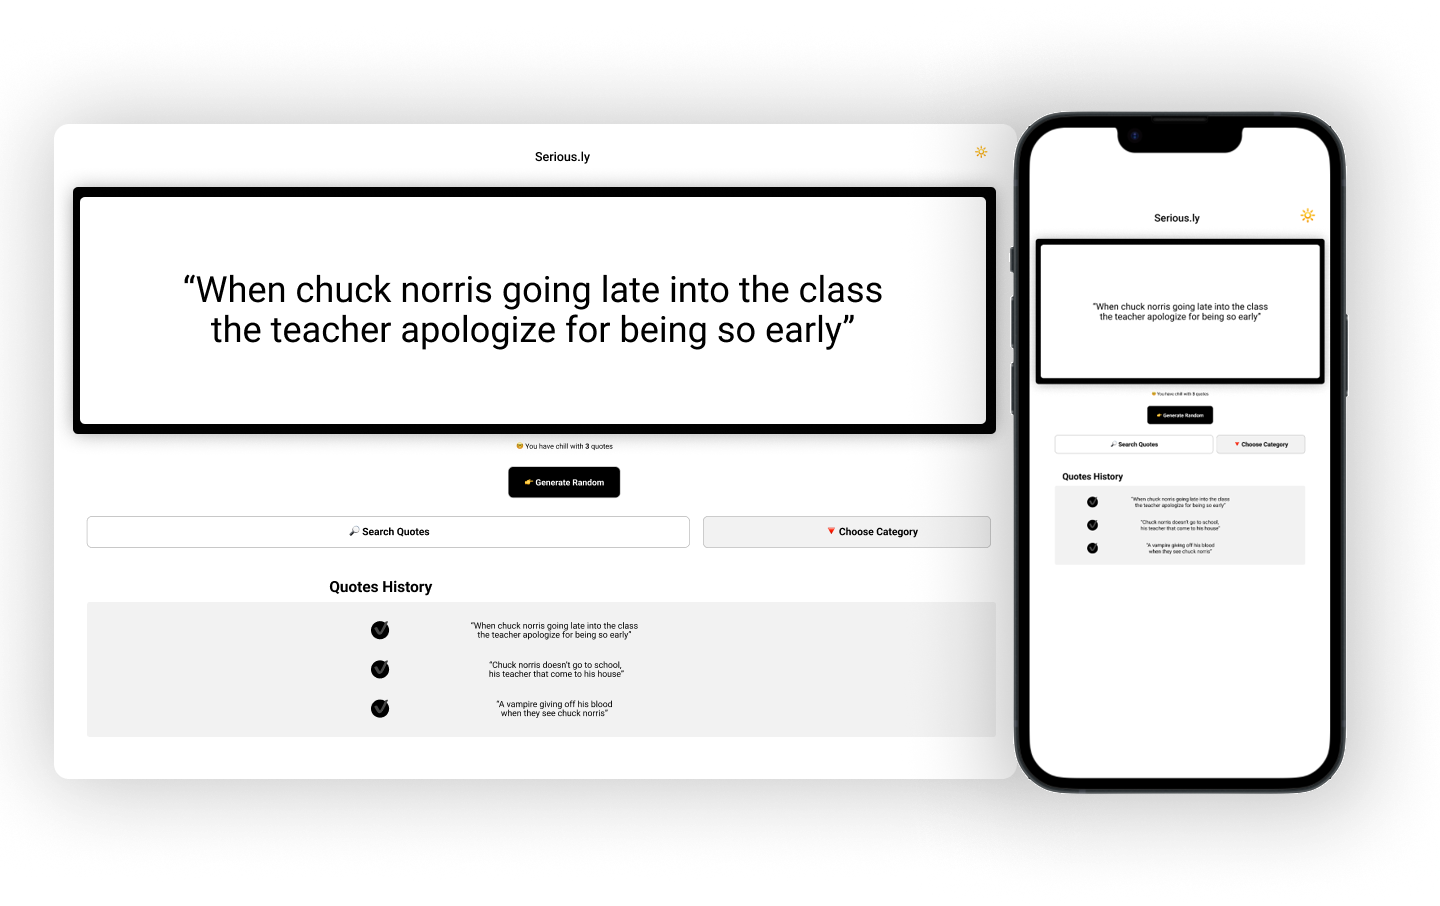 Serious.ly
“When chuck norris going late into the class
the teacher apologize for being so early”
You have chill with 3 quotes
Generate Random
Search Quotes
Choose Category
Quotes History
“When chuck norris going late into the class
the teacher apologize for being so early”
“Chuck norris doesn't go to school,
his teacher that come to his house”
“A vampire giving off his blood
when they see chuck norris”
Serious.ly
“When chuck norris going late into the class
the teacher apologize for being so early”
You have chill with 3 quotes
Generate Random
Search Quotes
Choose Category
Quotes History
“When chuck norris going late into the class
the teacher apologize for being so early”
“Chuck norris doesn't go to school,
his teacher that come to his house”
“A vampire giving off his blood
when they see chuck norris”